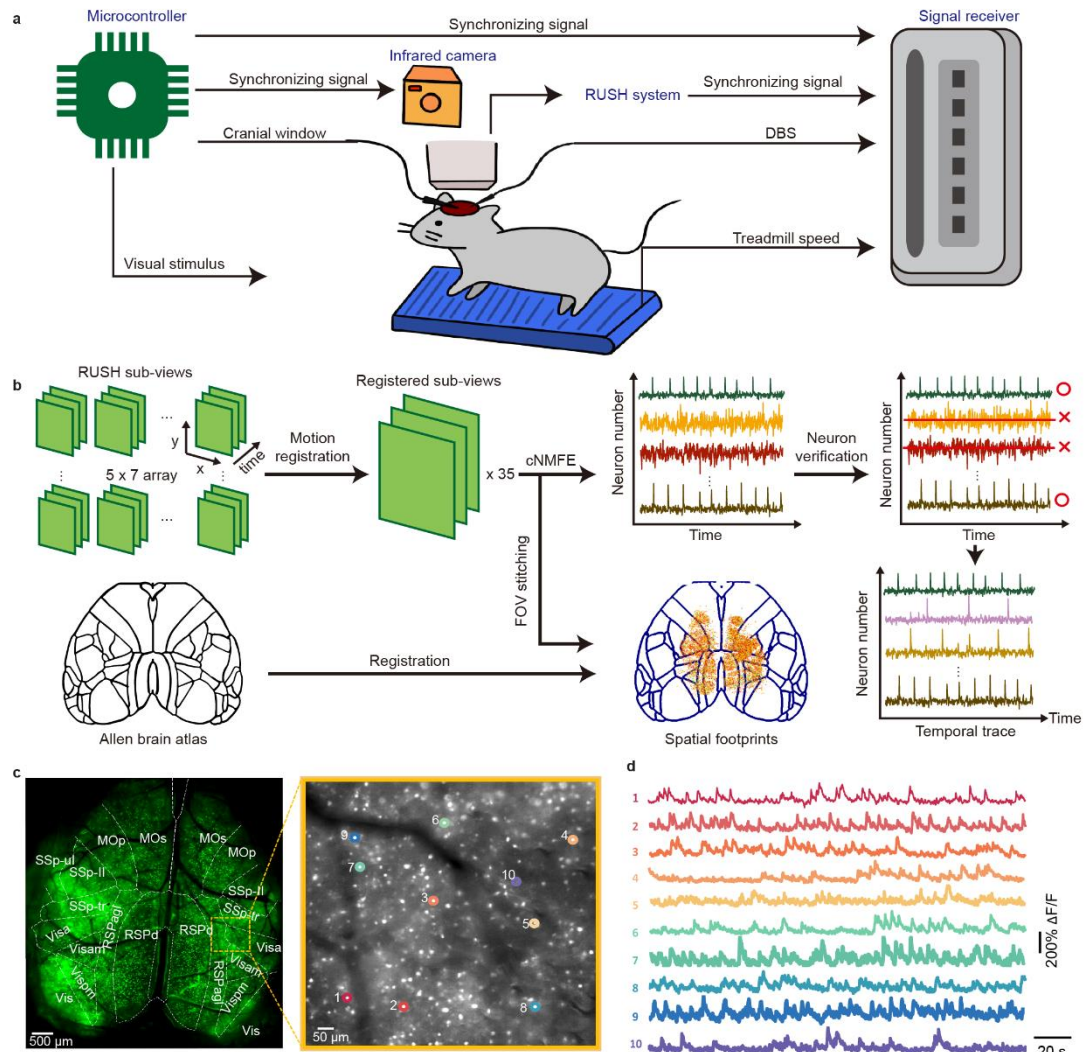 a
Microcontroller
Synchronizing signal
Signal receiver
Infrared camera
Synchronizing signal
RUSH system
Synchronizing signal
Cranial window
DBS
Treadmill speed
Visual stimulus
b
RUSH sub-views
...
y
x
time
5 x 7 array
...
Motion
registration
Registered sub-views
x 35
cNMFE
FOV stitching
Neuron number
Time
Neuron
verification
Neuron number
Time
Allen brain atlas
Registration
Spatial footprints
Neuron number
Time
Temporal trace
c
MOp
MOs
MOs
MOp
SSp-ul
SSp-ll
SSp-tr
SSp-ll
SSp-tr
Visa
Visam
RSPagl
RSPd
RSPd
RSPagl
Visa
Visam
Vispm
Vispm
Vis
Vis
500 μm
6
9
4
7
10
3
5
1
2
8
50 μm
d
1
2
3
4
5
6
7
8
9
10
200% ΔF/F
20 s